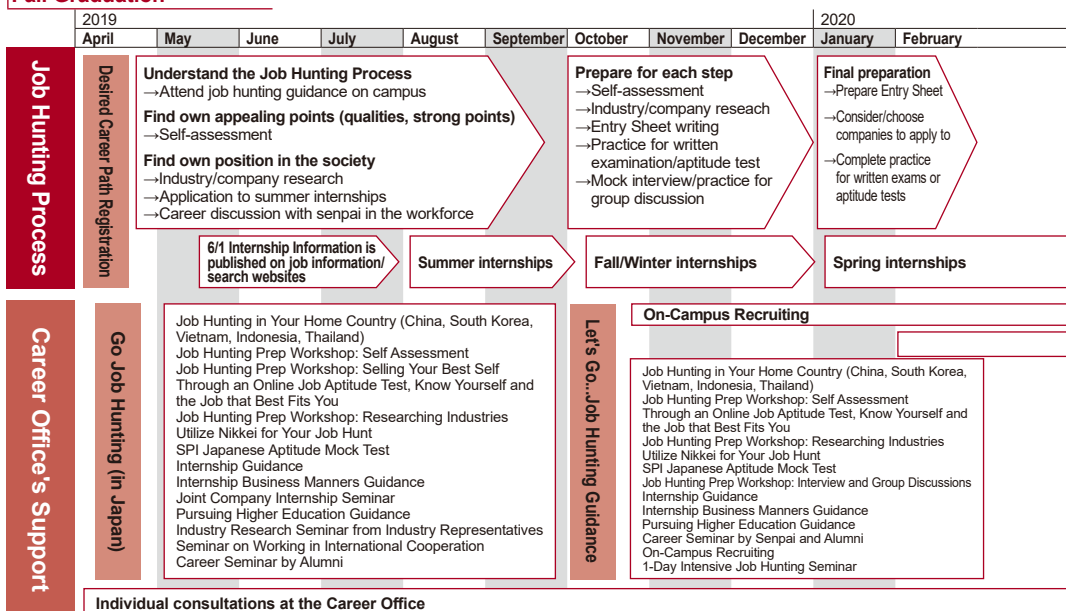 Fall Graduation
2019
2020
April
May
June
July
August
September
October
November
December
January
February
Job Hunting Process
Desired Career Path Registration
Understand the Job Hunting Process
→Attend job hunting guidance on campus
Find own appealing points (qualities, strong points)
→Self-assessment
Find own position in the society
→Industry/company research
→Application to summer internships
→Career discussion with senpai in the workforce
Prepare for each step
→Self-assessment
→Industry/company reseach
→Entry Sheet writing
→Practice for written
examination/aptitude test
→Mock interview/practice for
group discussion
Final preparation
→Prepare Entry Sheet
→Consider/choose
companies to apply to
→Complete practice
for written exams or
aptitude tests
6/1 Internship Information is
published on job information/
search websites
Summer internships
Fall/Winter internships
Spring internships
Career Office's Support
Go Job Hunting (in Japan)
Job Hunting in Your Home Country (China, South Korea,
Vietnam, Indonesia, Thailand)
Job Hunting Prep Workshop: Self Assessment
Job Hunting Prep Workshop: Selling Your Best Self
Through an Online Job Aptitude Test, Know Yourself and
the Job that Best Fits You
Job Hunting Prep Workshop: Researching Industries
Utilize Nikkei for Your Job Hunt
SPI Japanese Aptitude Mock Test
Internship Guidance
Internship Business Manners Guidance
Joint Company Internship Seminar
Pursuing Higher Education Guidance
Industry Research Seminar from Industry Representatives
Seminar on Working in International Cooperation
Career Seminar by Alumni
Let's Go...Job Hunting Guidance
On-Campus Recruiting
Job Hunting in Your Home Country (China, South Korea,
Vietnam, Indonesia, Thailand)
Job Hunting Prep Workshop: Self Assessment
Through an Online Job Aptitude Test, Know Yourself and
the Job that Best Fits You
Job Hunting Prep Workshop: Researching Industries
Utilize Nikkei for Your Job Hunt
SPI Japanese Aptitude Mock Test
Job Hunting Prep Workshop: Interview and Group Discussions
Internship Guidance
Internship Business Manners Guidance
Pursuing Higher Education Guidance
Career Seminar by Senpai and Alumni
On-Campus Recruiting
1-Day Intensive Job Hunting Seminar
Individual consultations at the Career Office